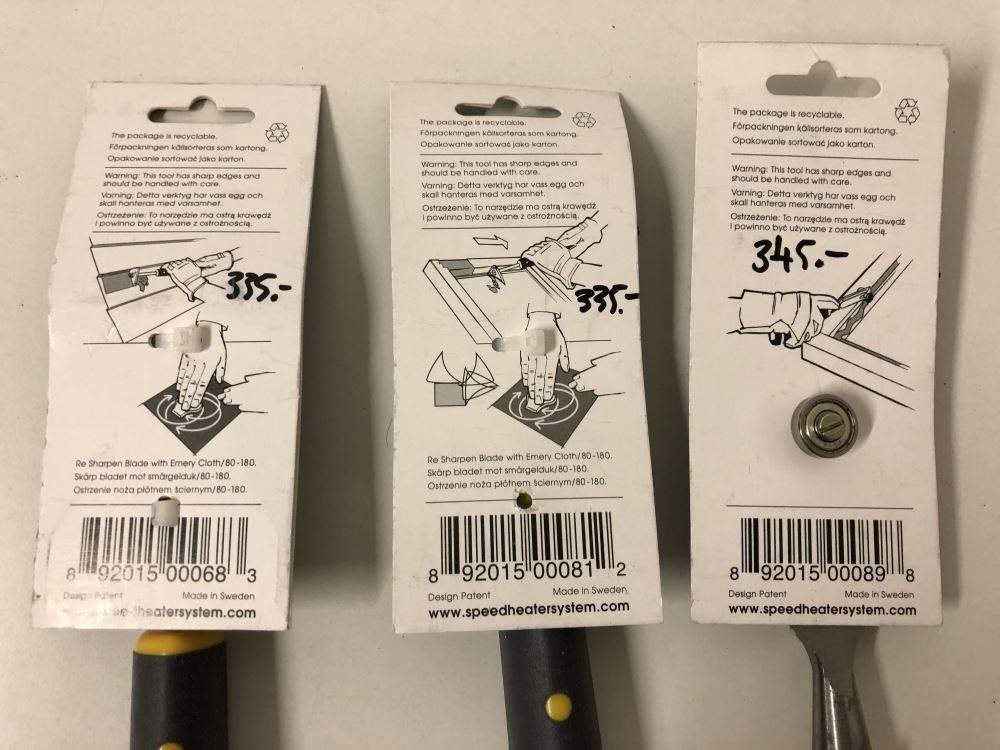 The package is recyclable.
Förpackningen källsorteras som kartong.
Opakowanie sortować jako karton.
Warning: This tool has sharp edges and
should be handled with care.
Varning: Detta verktyg har vass egg och
skall hanteras med varsamhet.
Ostrzeżenie: To narzędzie ma ostrą krawędź
i powinno być używane z ostrożnością.
335.-
Re Sharpen Blade with Emery Cloth/80-180.
Skärp bladet mot smärgelduk/80-180.
Ostrzenie noża płótnem ściernym/80-180.
8 92015 00068 3
Design Patent
Made in Sweden
heatersystem.com
The package is recyclable.
Förpackningen källsorteras som kartong.
Opakowanie sortować jako karton.
Warning: This tool has sharp edges and
should be handled with care.
Varning: Detta verktyg har vass egg och
skall hanteras med varsamhet.
Ostrzeżenie: To narzędzie ma ostrą krawędź
i powinno być używane z ostrożnością.
335.-
Re Sharpen Blade with Emery Cloth/80-180.
Skärp bladet mot smärgelduk/80-180.
Ostrzenie noża płótnem ściernym/80-180.
8 92015 00081 2
Design Patent
Made in Sweden
www.speedheatersystem.com
The package is recyclable.
Förpackningen källsorteras som kartong.
Opakowanie sortować jako karton.
Warning: This tool has sharp edges and
should be handled with care.
Varning: Detta verktyg har vass egg och
skall hanteras med varsamhet.
Ostrzeżenie: To narzędzie ma ostrą krawędź
i powinno być używane z ostrożnością.
345.-
8 92015 00089 8
Design Patent
Made in Sweden
www.speedheatersystem.com